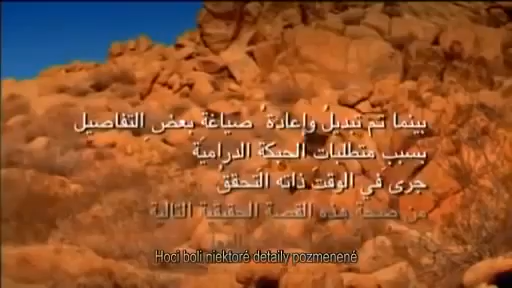 بينما تم تبديل وإعادة صياغة بعض التفاصيل
بسبب متطلبات الحبكة الدرامية
جرى في الوقت ذاته التحقق
من صحة هذه القصة الحقيقية التالية
Hoci boli niektoré detaily pozmenené